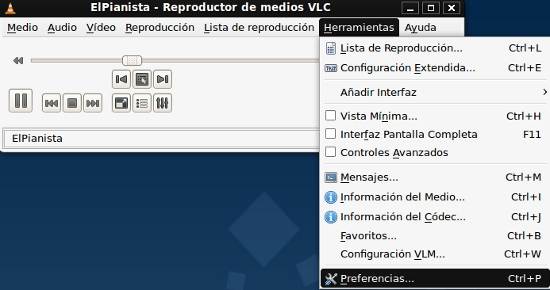 ElPianista - Reproductor de medios VLC
Medio Audio Vídeo Reproducción Lista de reproducción Herramientas Ayuda
Lista de Reproducción... Ctrl+L
Configuración Extendida... Ctrl+E
Añadir Interfaz
Vista Mínima... Ctrl+H
Interfaz Pantalla Completa F11
Controles Avanzados
Mensajes... Ctrl+M
Información del Medio... Ctrl+I
Información del Códec... Ctrl+J
Favoritos... Ctrl+B
Configuración VLM... Ctrl+W
Preferencias... Ctrl+P
ElPianista